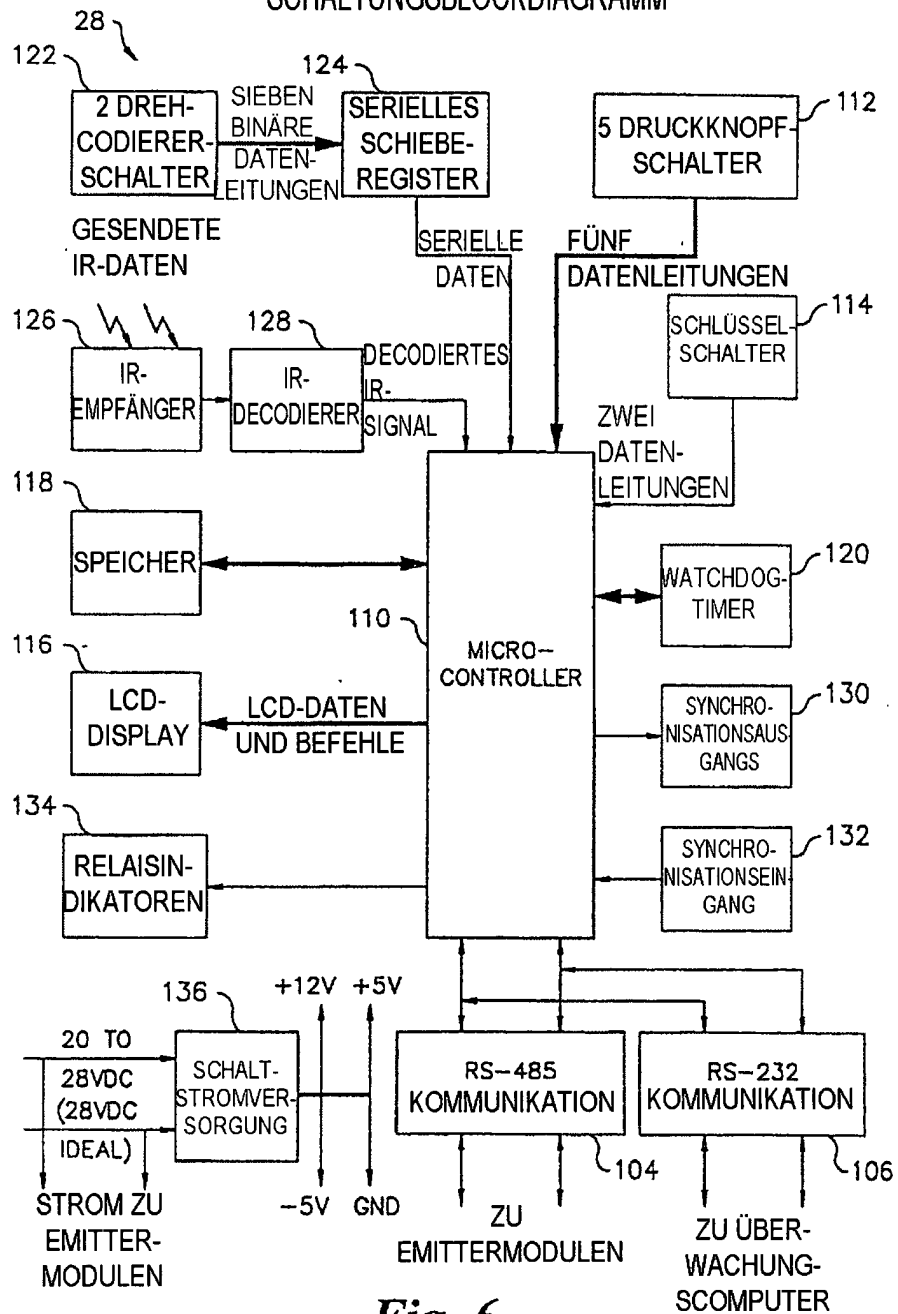 SCHALTUNGSBLOCKDIAGRAMM
28
122
2 DREH-
CODIERER-
SCHALTER
SIEBEN
BINÄRE
DATEN-
LEITUNGEN
124
SERIELLES
SCHIEBE-
REGISTER
5 DRUCKKNOPF-
SCHALTER
112
GESENDETE
IR-DATEN
SERIELLE
DATEN
FÜNF
DATENLEITUNGEN
114
SCHLÜSSEL-
SCHALTER
126
IR-
EMPFÄNGER
128
IR-
DECODIERER
DECODIERTES
IR-
SIGNAL
ZWEI
DATEN-
LEITUNGEN
118
SPEICHER
110
MICRO-
CONTROLLER
WATCHDOG-
TIMER
120
116
LCD-
DISPLAY
LCD-DATEN
UND BEFEHLE
SYNCHRO-
NISATIONSAUS-
GANGS
130
134
RELAISIN-
DIKATOREN
SYNCHRO-
NISATIONSEIN-
GANG
132
20 TO
28VDC
(28VDC
IDEAL)
136
SCHALT-
STROMVER-
SORGUNG
+12V
+5V
-5V
GND
RS-485
KOMMUNIKATION
104
RS-232
KOMMUNIKATION
106
STROM ZU
EMITTER-
MODULEN
ZU
EMITTERMODULEN
ZU ÜBER-
WACHUNG-
SCOMPUTER
Fig. 6